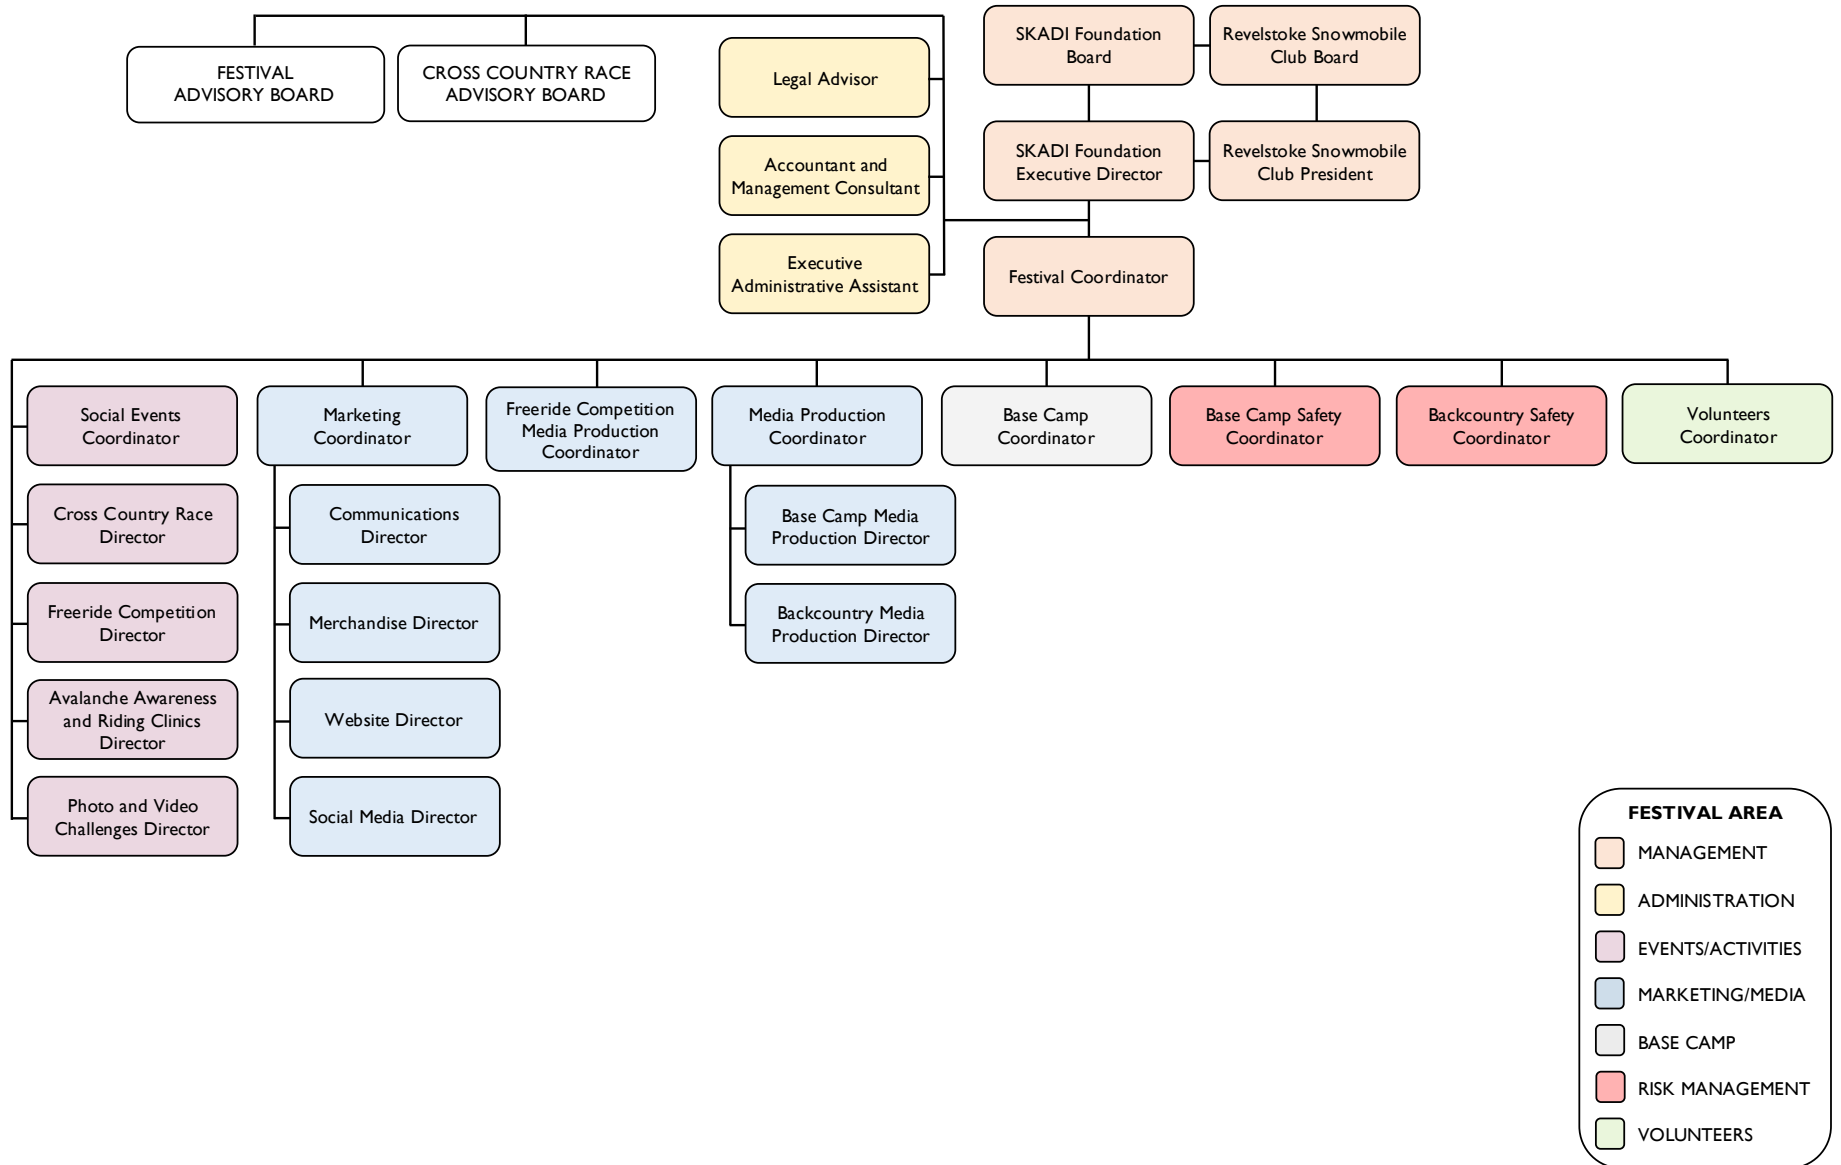 FESTIVAL
ADVISORY BOARD
CROSS COUNTRY RACE
ADVISORY BOARD
Legal Advisor
Accountant and
Management Consultant
Executive
Administrative Assistant
SKADI Foundation
Board
Revelstoke Snowmobile
Club Board
SKADI Foundation
Executive Director
Revelstoke Snowmobile
Club President
Festival Coordinator
Social Events
Coordinator
Cross Country Race
Director
Freeride Competition
Director
Avalanche Awareness
and Riding Clinics
Director
Photo and Video
Challenges Director
Marketing
Coordinator
Communications
Director
Merchandise Director
Website Director
Social Media Director
Freeride Competition
Media Production
Coordinator
Media Production
Coordinator
Base Camp Media
Production Director
Backcountry Media
Production Director
Base Camp
Coordinator
Base Camp Safety
Coordinator
Backcountry Safety
Coordinator
Volunteers
Coordinator
FESTIVAL AREA
MANAGEMENT
ADMINISTRATION
EVENTS/ACTIVITIES
MARKETING/MEDIA
BASE CAMP
RISK MANAGEMENT
VOLUNTEERS